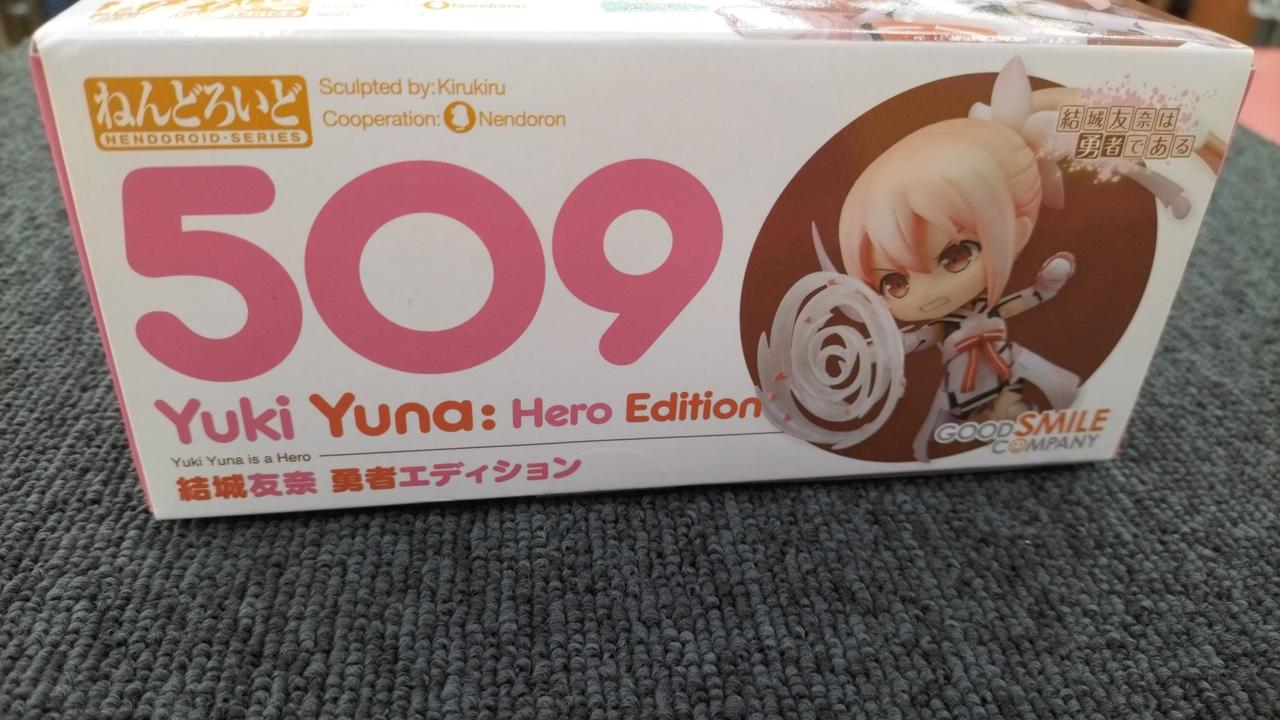 Nendoron
ねんどろいど
NENDOROID·SERIES
Sculpted by:Kirukiru
Cooperation: Nendoron
結城友奈は
勇者である
509
Yuki Yuna: Hero Edition
GOOD SMILE
COMPANY
Yuki Yuna is a Hero
結城友奈 勇者エディション